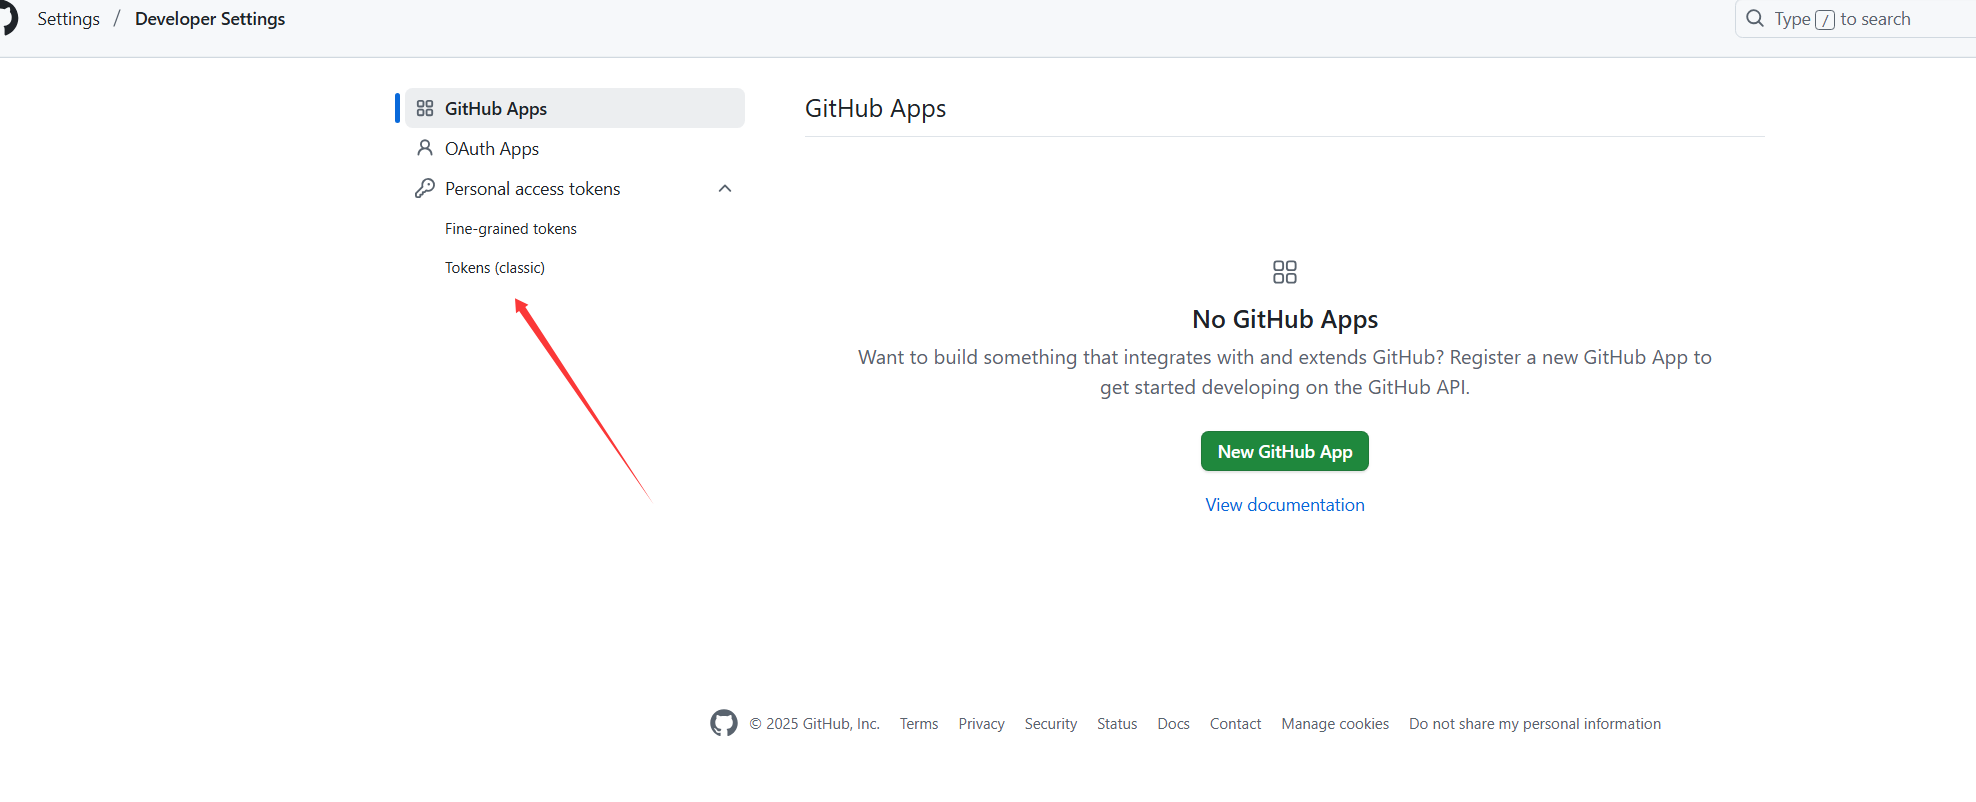 Settings / Developer Settings
Type / to search
GitHub Apps
OAuth Apps
Personal access tokens
Fine-grained tokens
Tokens (classic)
GitHub Apps
No GitHub Apps
Want to build something that integrates with and extends GitHub? Register a new GitHub App to
get started developing on the GitHub API.
New GitHub App
View documentation
© 2025 GitHub, Inc. Terms Privacy Security Status Docs Contact Manage cookies Do not share my personal information